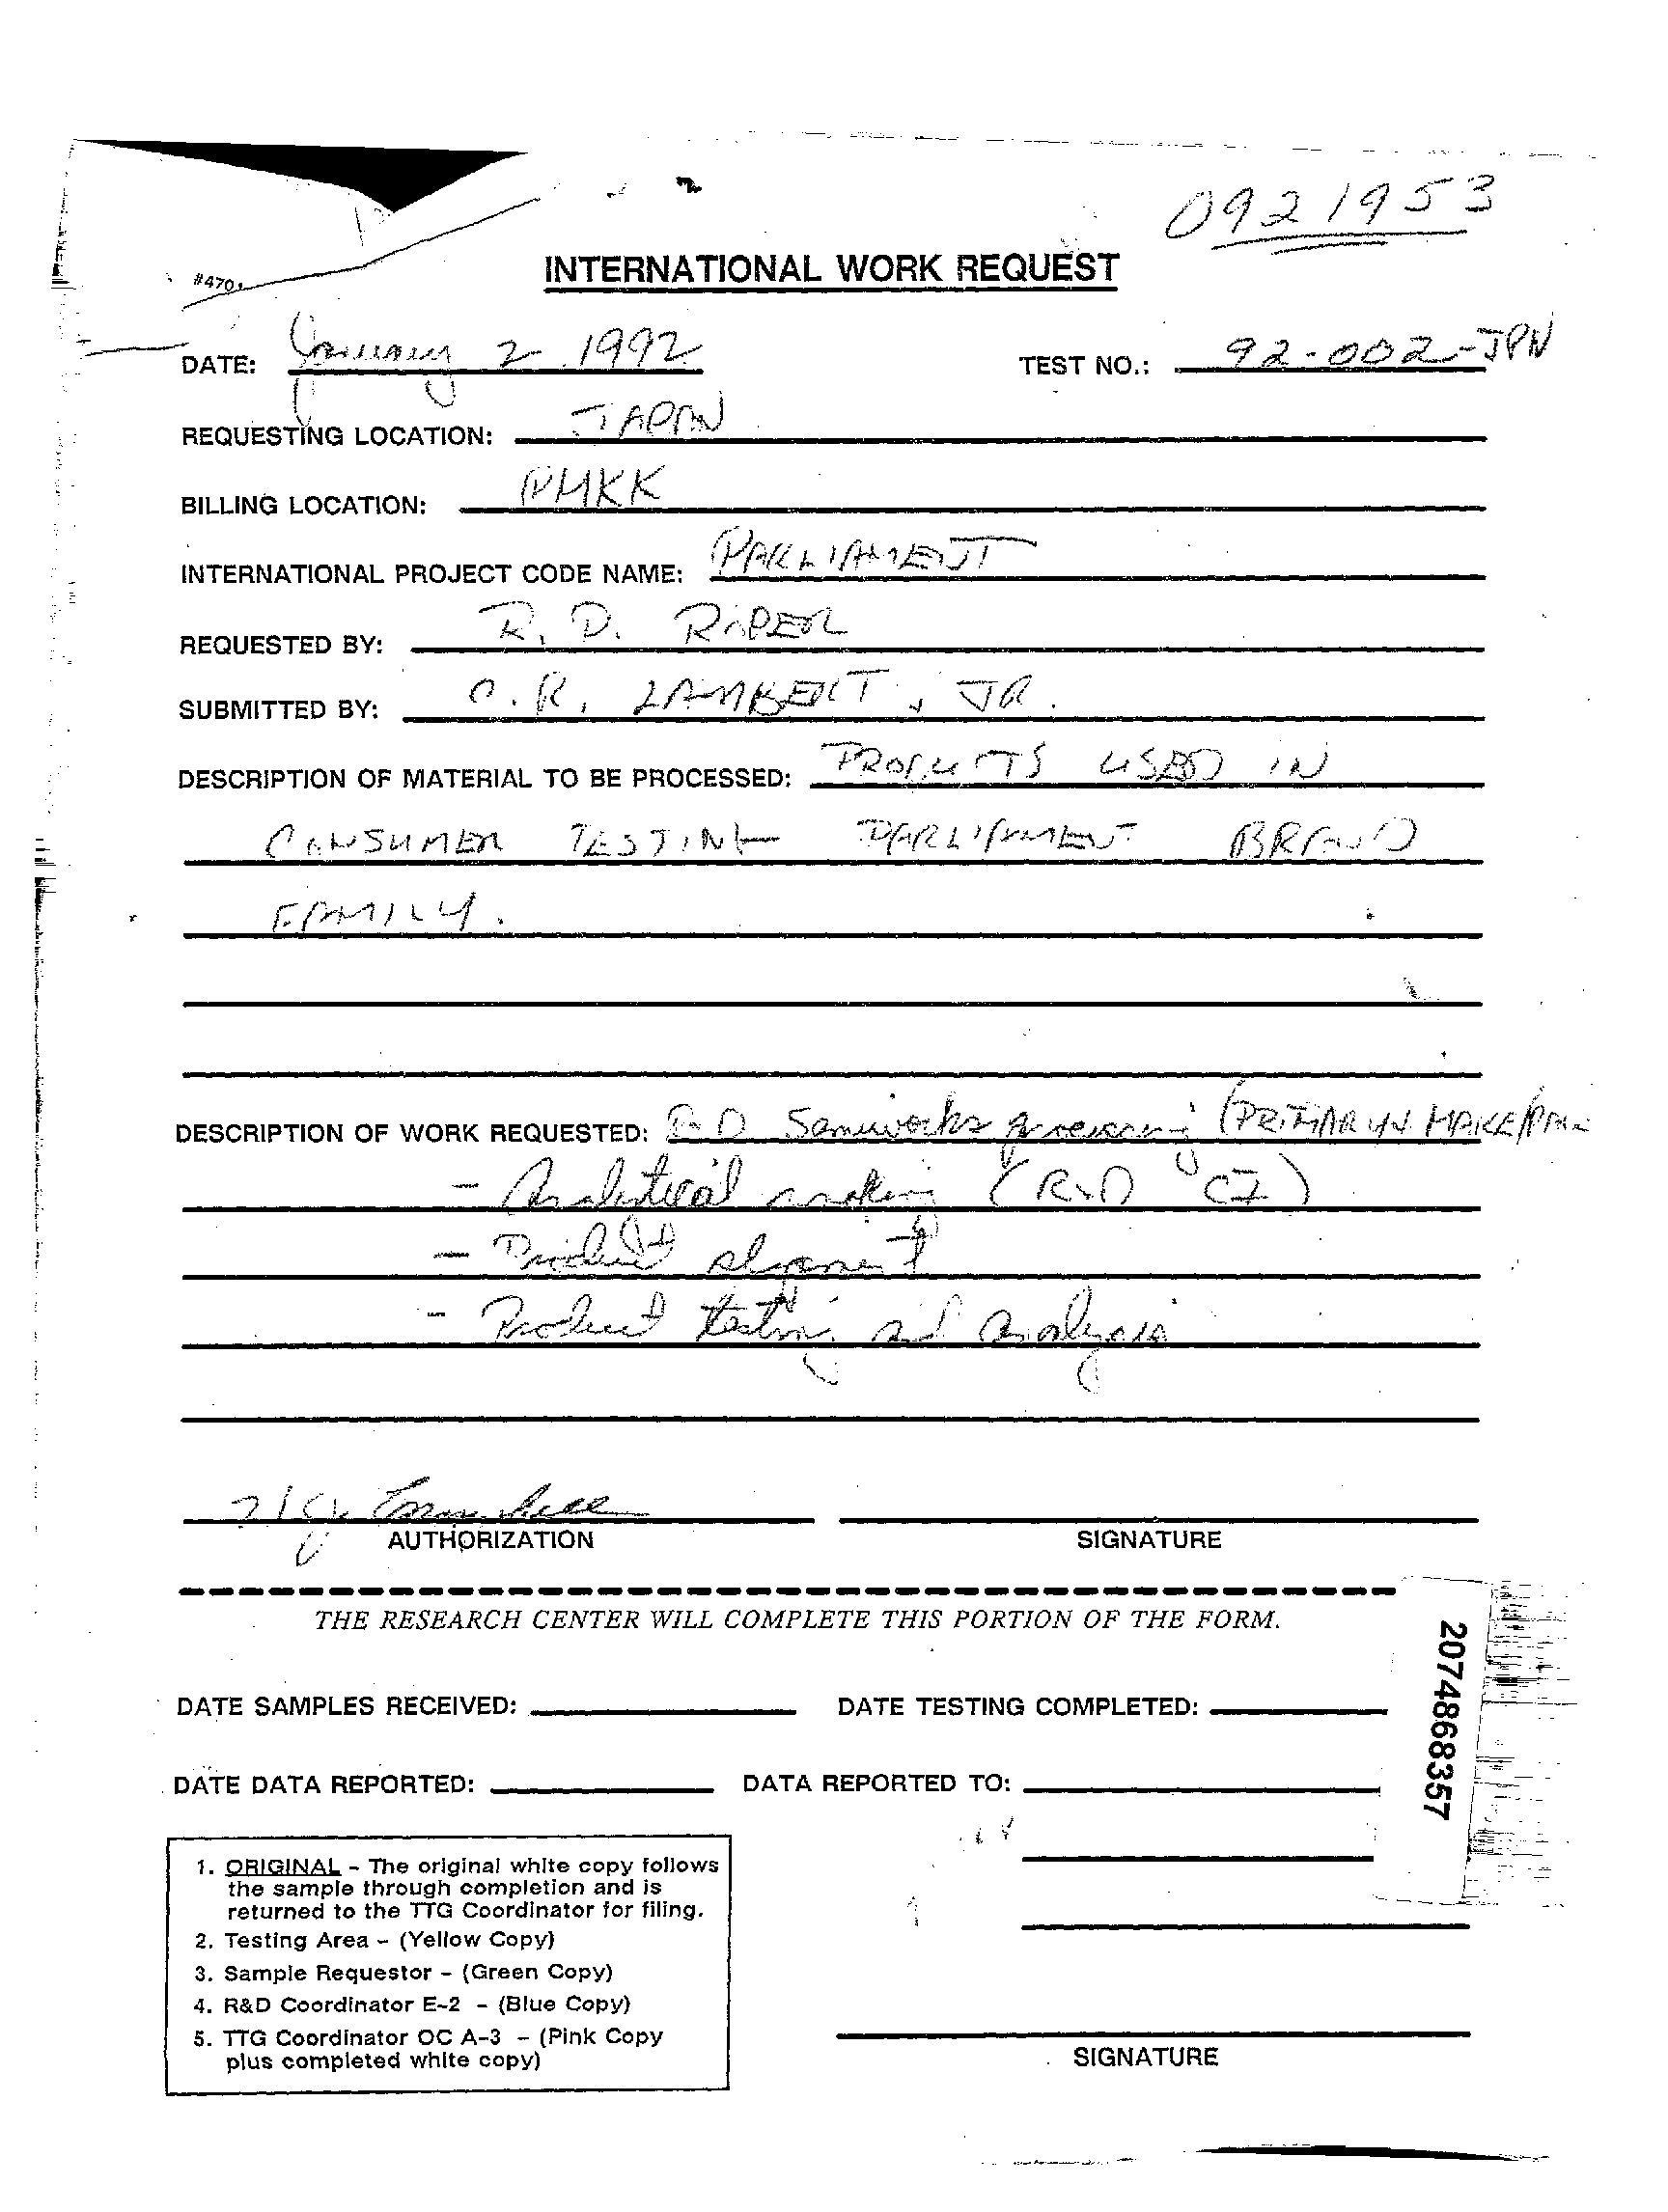 0921953
#470
INTERNATIONAL WORK REQUEST
DATE: January 2 1992 TEST NO.: 92-002-JPN
REQUESTING LOCATION: JAPAN
BILLING LOCATION: PMKK
INTERNATIONAL PROJECT CODE NAME: PARLIAMENT
REQUESTED BY: R. D. RIPER
SUBMITTED BY: C. R. LAMBERT, JR.
DESCRIPTION OF MATERIAL TO BE PROCESSED: PRODUCTS USED IN
CONSUMER TESTING PARLIAMENT BRAND
FAMILY.
DESCRIPTION OF WORK REQUESTED: Semiworks processing (PRIMARY MAKE/
- Analytical smoking (R&D CI)
- Product shipment
- Product testing and analysis
AUTHORIZATION SIGNATURE
THE RESEARCH CENTER WILL COMPLETE THIS PORTION OF THE FORM.
DATE SAMPLES RECEIVED: DATE TESTING COMPLETED:
DATE DATA REPORTED: DATA REPORTED TO:
2074868357
1. ORIGINAL - The original white copy follows
the sample through completion and is
returned to the TTG Coordinator for filing.
2. Testing Area - (Yellow Copy)
3. Sample Requestor - (Green Copy)
4. R&D Coordinator E-2 - (Blue Copy)
5. TTG Coordinator OC A-3 - (Pink Copy
plus completed white copy)
SIGNATURE